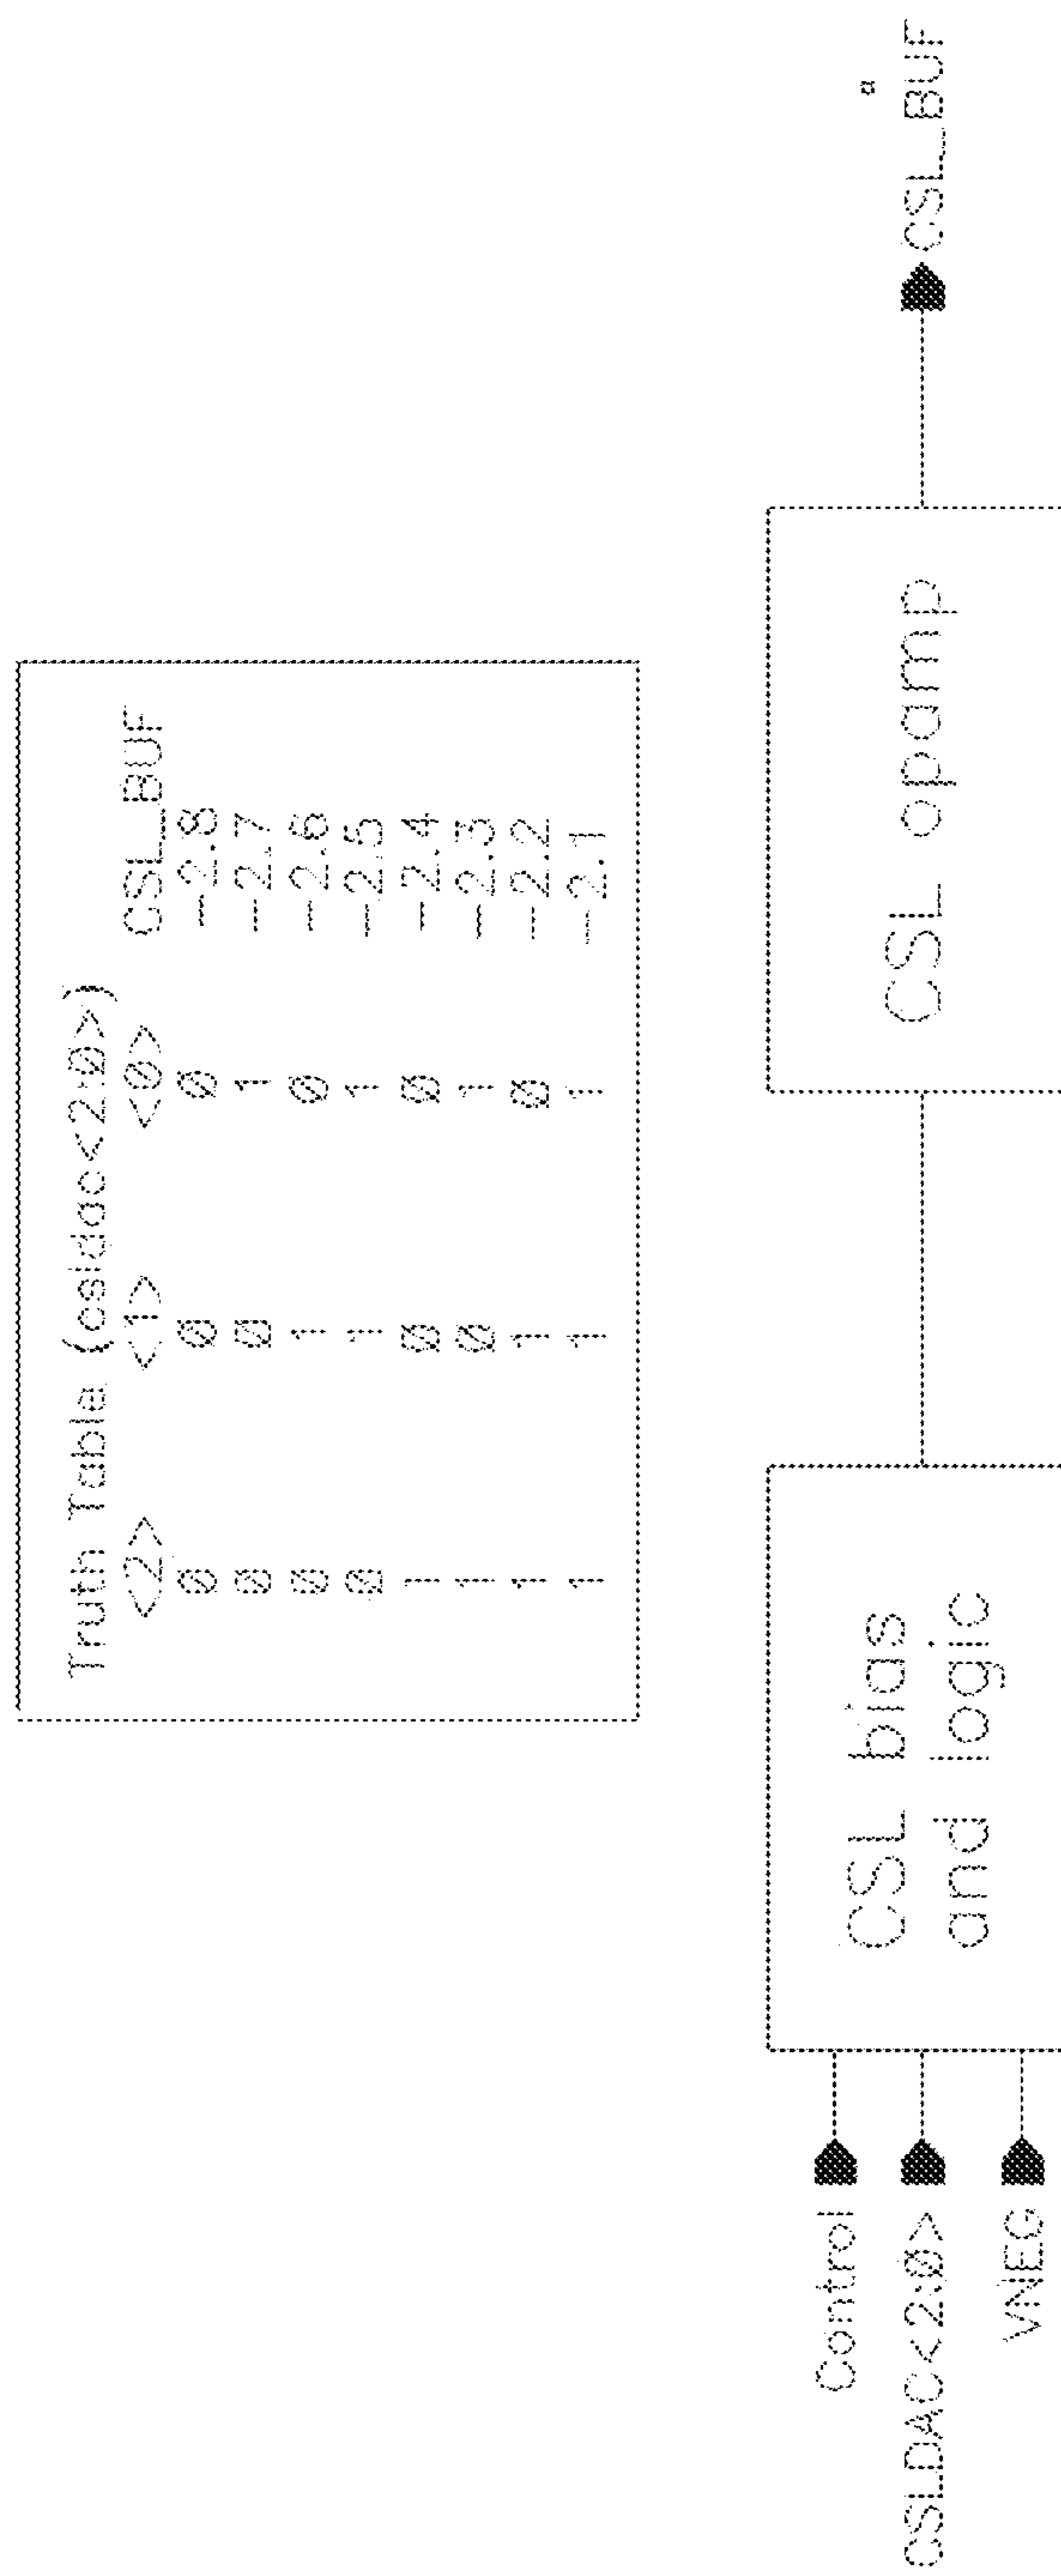 Truth Table (csldac<2:0>)
<2> <1> <0> CSL_BUF
0 0 0 -2.8
0 0 1 -2.7
0 1 0 -2.6
0 1 1 -2.5
1 0 0 -2.4
1 0 1 -2.3
1 1 0 -2.2
1 1 1 -2.1
Control
CSLDAC<2:0>
VNEG
CSL bias
and logic
CSL opamp
a
CSL_BUF